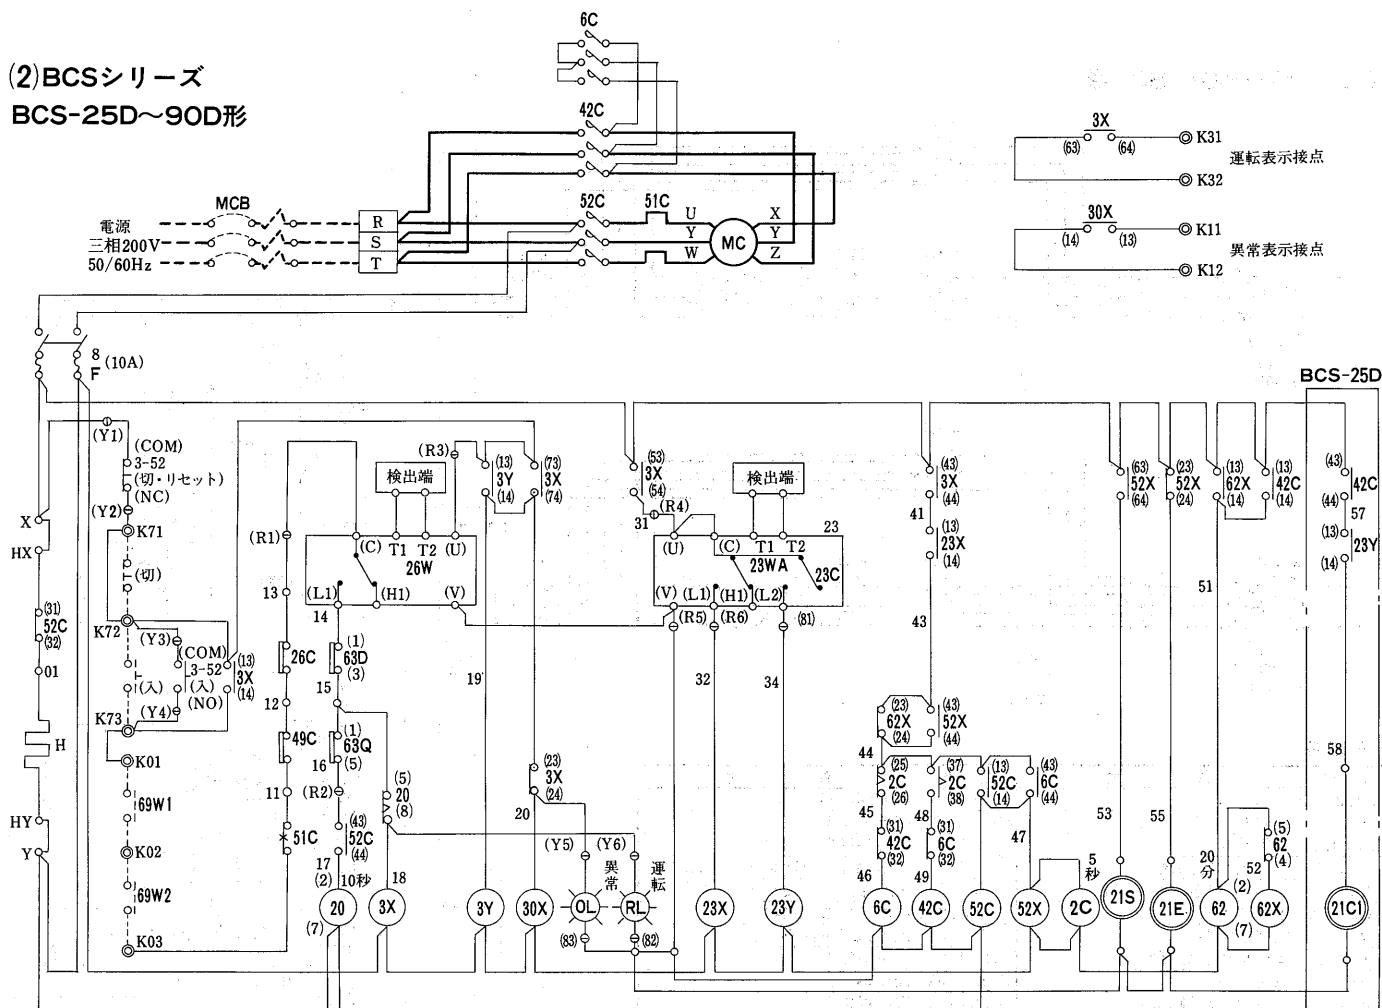 (2)BCSシリーズ
BCS-25D〜90D形
6C
42C
52C
51C
MCB
電源
三相200V
50/60Hz
R
S
T
U
Y
W
MC
X
Y
Z
3X
(63)
(64)
K31
運転表示接点
K32
30X
(14)
(13)
K11
異常表示接点
K12
8
F
(10A)
BCS-25D
(Y1)
(COM)
3-52
(切・リセット)
(NC)
(Y2)
K71
(切)
K72
(Y3)
(COM)
3-52
(入)
(NO)
(Y4)
(入)
K73
K01
69W1
K02
69W2
K03
(13)
3X
(14)
X
HX
(31)
52C
(32)
01
H
HY
Y
(R1)
13
26C
12
49C
11
51C
検出端
(C)
T1
T2
(U)
26W
(L1)
(H1)
(V)
14
(1)
63D
(3)
15
(1)
63Q
(5)
16
(R2)
(43)
52C
(44)
17
(2)
10秒
20
(7)
(5)
20
(8)
18
3X
(R3)
(13)
3Y
(14)
19
3Y
(73)
3X
(74)
(23)
3X
(24)
20
30X
(Y5)
異常
OL
(83)
(Y6)
運転
RL
(82)
(53)
3X
(54)
31
(R4)
検出端
23
(U)
(C)
T1
T2
23WA
23C
(V)
(L1)
(H1)
(L2)
(R5)
(R6)
(81)
32
34
23X
23Y
(43)
3X
(44)
41
(13)
23X
(14)
43
(23)
62X
(24)
(43)
52X
(44)
44
(25)
2C
(26)
(37)
2C
(38)
(13)
52C
(14)
(43)
6C
(44)
45
(31)
42C
(32)
48
(31)
6C
(32)
47
46
49
6C
42C
52C
52X
2C
5秒
(63)
52X
(64)
53
21S
(23)
52X
(24)
55
21E
(13)
62X
(14)
(13)
42C
(14)
51
20分
(2)
62
(7)
52
(5)
62
(4)
62X
(43)
42C
(44)
57
(13)
23Y
(14)
58
21C1